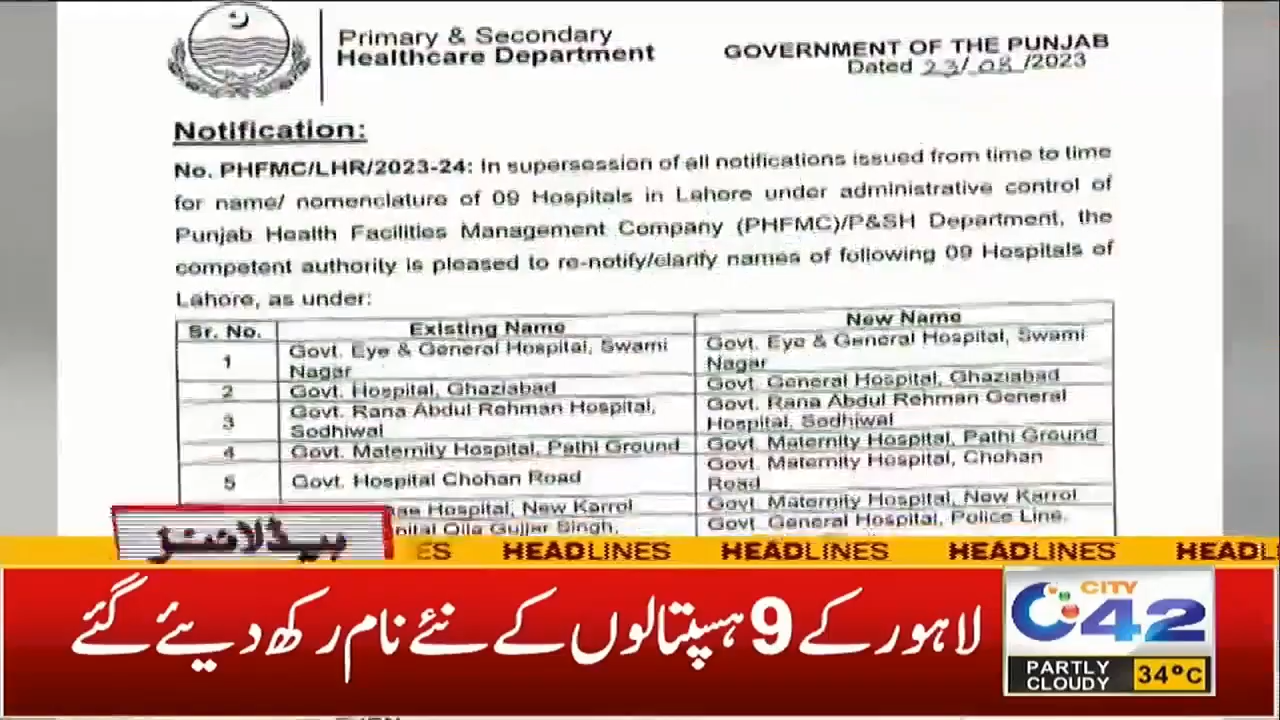 Primary & Secondary
Healthcare Department
GOVERNMENT OF THE PUNJAB
Dated 23/08/2023
Notification:
No. PHFMC/LHR/2023-24: In supersession of all notifications issued from time to time
for name/ nomenclature of 09 Hospitals in Lahore under administrative control of
Punjab Health Facilities Management Company (PHFMC)/P&SH Department, the
competent authority is pleased to re-notify/clarify names of following 09 Hospitals of
Lahore, as under:
Sr. No. Existing Name New Name
1 Govt. Eye & General Hospital, Swami Nagar Govt. Eye & General Hospital, Swami Nagar
2 Govt. Hospital, Ghaziabad Govt. General Hospital, Ghaziabad
3 Govt. Rana Abdul Rehman Hospital, Sodhiwal Govt. Rana Abdul Rehman General Hospital, Sodhiwal
4 Govt. Maternity Hospital, Pathi Ground Govt. Maternity Hospital, Pathi Ground
5 Govt. Hospital Chohan Road Govt. Maternity Hospital, Chohan Road
Hospital, New Karrol Govt. Maternity Hospital, New Karrol
Qila Gujjar Singh, Govt. General Hospital, Police Line,
ہیڈلائنز
ES HEADLINES HEADLINES HEADLINES HEADL
لاہور کے 9 ہسپتالوں کے نئے نام رکھ دیئے گئے
CITY
42
PARTLY
CLOUDY
34°C